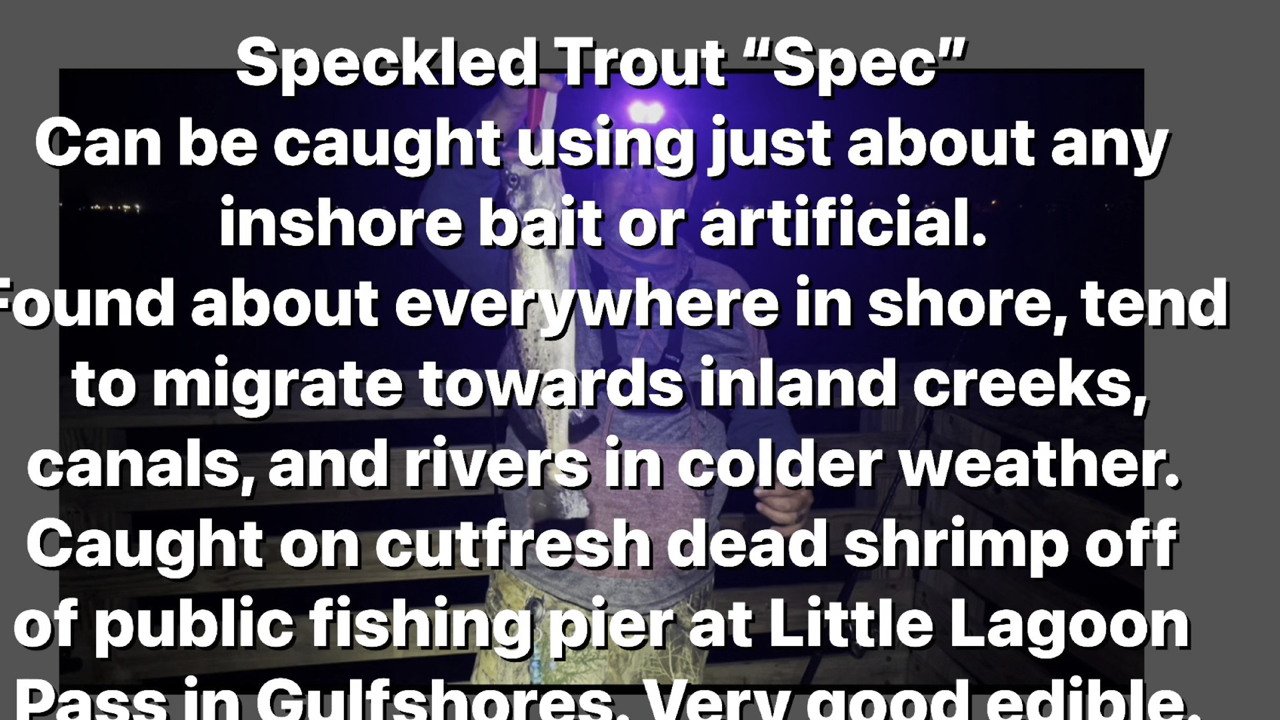 Speckled Trout “Spec”
Can be caught using just about any
inshore bait or artificial.
Found about everywhere in shore, tend
to migrate towards inland creeks,
canals, and rivers in colder weather.
Caught on cutfresh dead shrimp off
of public fishing pier at Little Lagoon
Pass in Gulfshores. Very good edible.